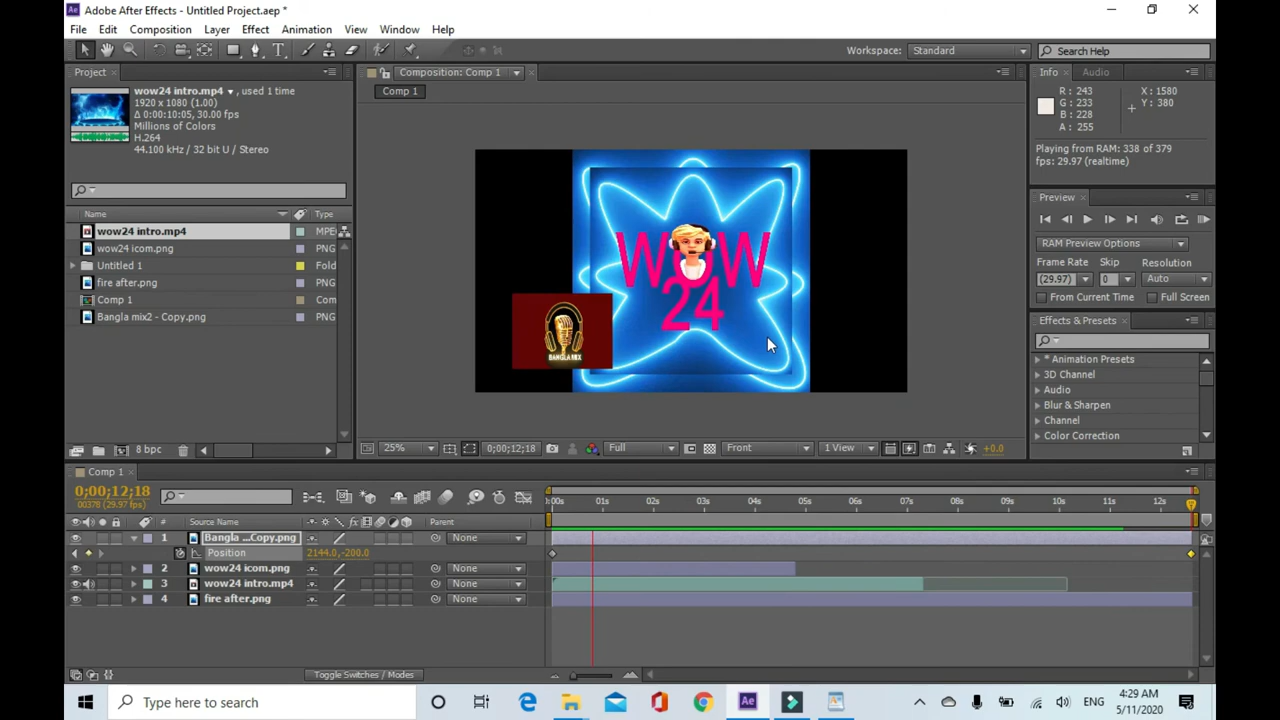 Adobe After Effects - Untitled Project.aep *
File Edit Composition Layer Effect Animation View Window Help
Workspace: Standard
Search Help
Project
wow24 intro.mp4 , used 1 time
1920 x 1080 (1.00)
Δ 0:00:10:05, 30.00 fps
Millions of Colors
H.264
44.100 kHz / 32 bit U / Stereo
Name Type
wow24 intro.mp4 MPE
wow24 icom.png PNG
Untitled 1 Fold
fire after.png PNG
Comp 1 Com
Bangla mix2 - Copy.png PNG
8 bpc
Composition: Comp 1
Comp 1
WOW
24
BANGLA MIX
25% 0;00;12;18 Full Front 1 View +0.0
Info Audio
R: 243 X: 1580
G: 233 Y: 380
B: 228
A: 255
Playing from RAM: 338 of 379
fps: 29.97 (realtime)
Preview
RAM Preview Options
Frame Rate Skip Resolution
(29.97) 0 Auto
From Current Time Full Screen
Effects & Presets
* Animation Presets
3D Channel
Audio
Blur & Sharpen
Channel
Color Correction
Comp 1
0;00;12;18
00378 (29.97 fps)
:00s 01s 02s 03s 04s 05s 06s 07s 08s 09s 10s 11s 12s
# Source Name Parent
1 Bangla ...Copy.png None
Position 2144.0,-200.0
2 wow24 icom.png None
3 wow24 intro.mp4 None
4 fire after.png None
Toggle Switches / Modes
Type here to search
ENG
4:29 AM
5/11/2020